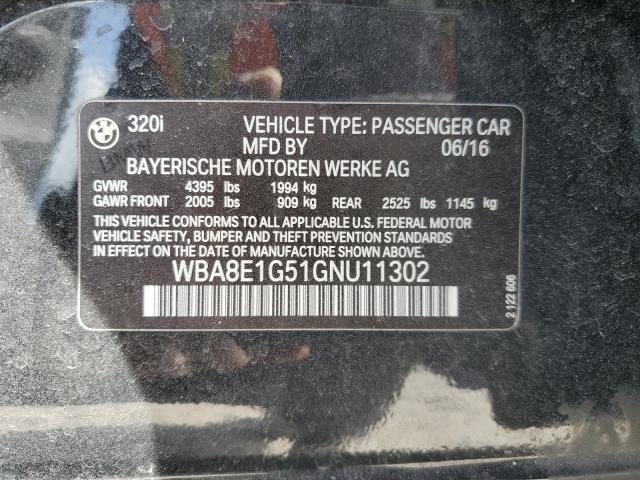 BMW 320i VEHICLE TYPE: PASSENGER CAR
MFD BY 06/16
BMW
BAYERISCHE MOTOREN WERKE AG
GVWR 4395 lbs 1994 kg
GAWR FRONT 2005 lbs 909 kg REAR 2525 lbs 1145 kg
THIS VEHICLE CONFORMS TO ALL APPLICABLE U.S. FEDERAL MOTOR
VEHICLE SAFETY, BUMPER AND THEFT PREVENTION STANDARDS
IN EFFECT ON THE DATE OF MANUFACTURE SHOWN ABOVE.
WBA8E1G51GNU11302
2 122 606